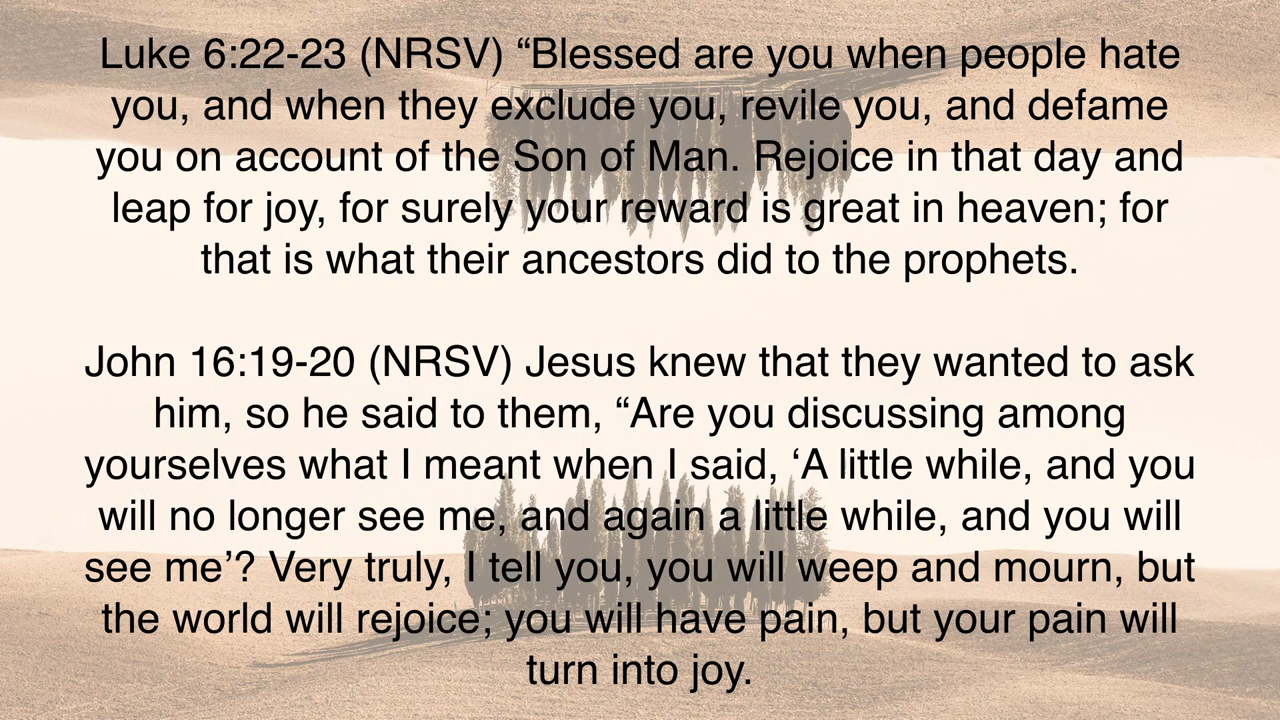 Luke 6:22-23 (NRSV) “Blessed are you when people hate
you, and when they exclude you, revile you, and defame
you on account of the Son of Man. Rejoice in that day and
leap for joy, for surely your reward is great in heaven; for
that is what their ancestors did to the prophets.
John 16:19-20 (NRSV) Jesus knew that they wanted to ask
him, so he said to them, “Are you discussing among
yourselves what I meant when I said, ‘A little while, and you
will no longer see me, and again a little while, and you will
see me’? Very truly, I tell you, you will weep and mourn, but
the world will rejoice; you will have pain, but your pain will
turn into joy.